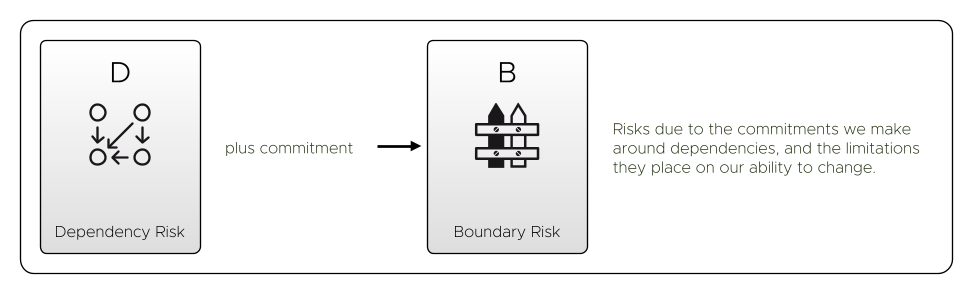 D
Dependency Risk
plus commitment
B
Boundary Risk
Risks due to the commitments we make
around dependencies, and the limitations
they place on our ability to change.